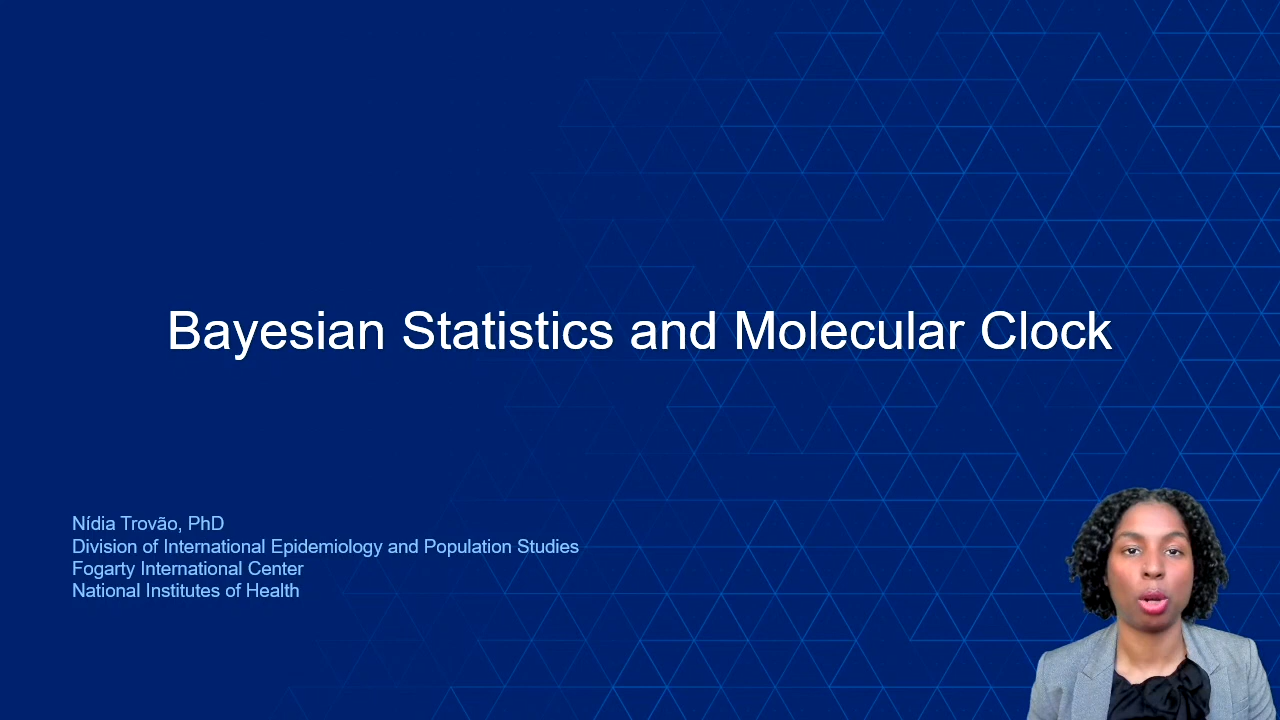 Bayesian Statistics and Molecular Clock
Nídia Trovão, PhD
Division of International Epidemiology and Population Studies
Fogarty International Center
National Institutes of Health